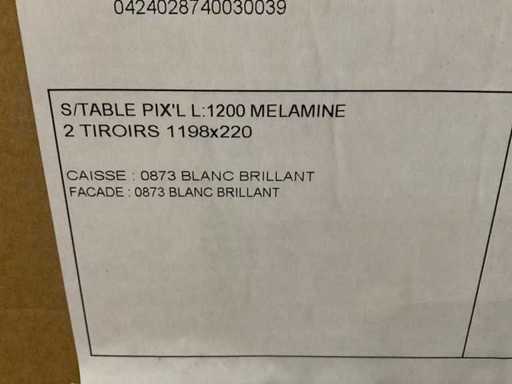 0424028740030039
S/TABLE PIX'L L:1200 MELAMINE
2 TIROIRS 1198x220
CAISSE : 0873 BLANC BRILLANT
FACADE : 0873 BLANC BRILLANT